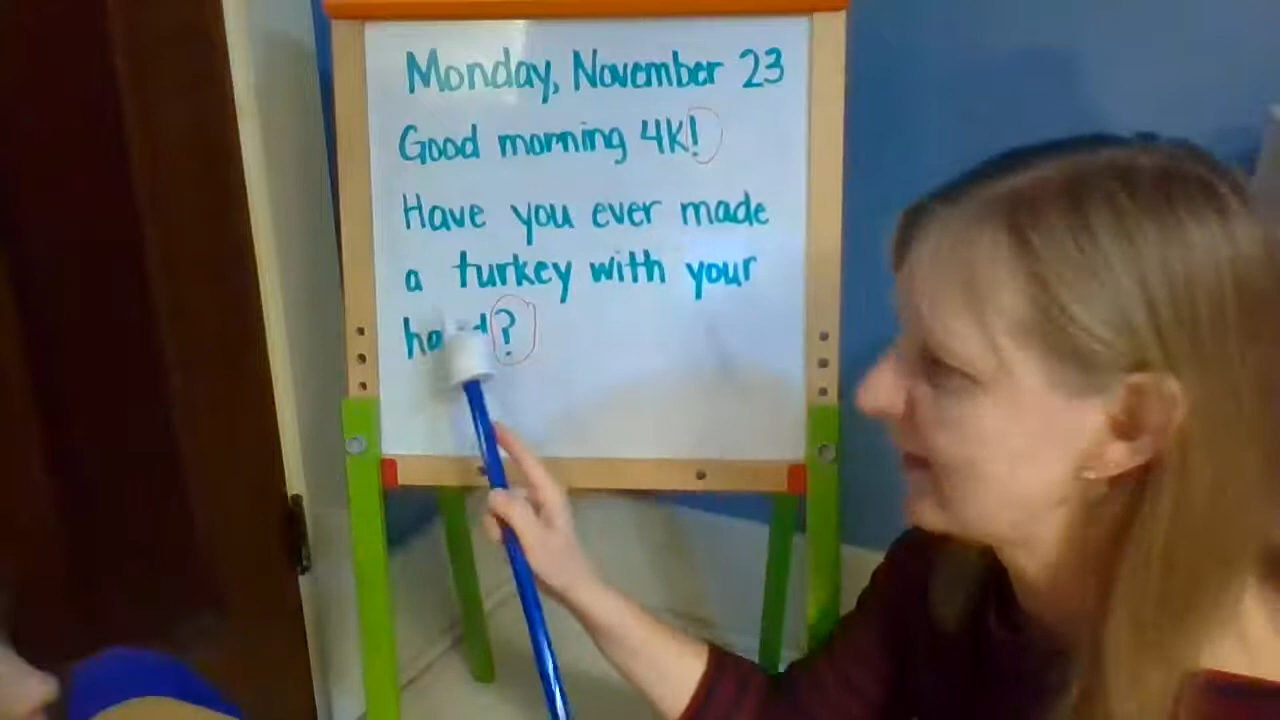 Monday, November 23
Good morning 4K!
Have you ever made
a turkey with your
?